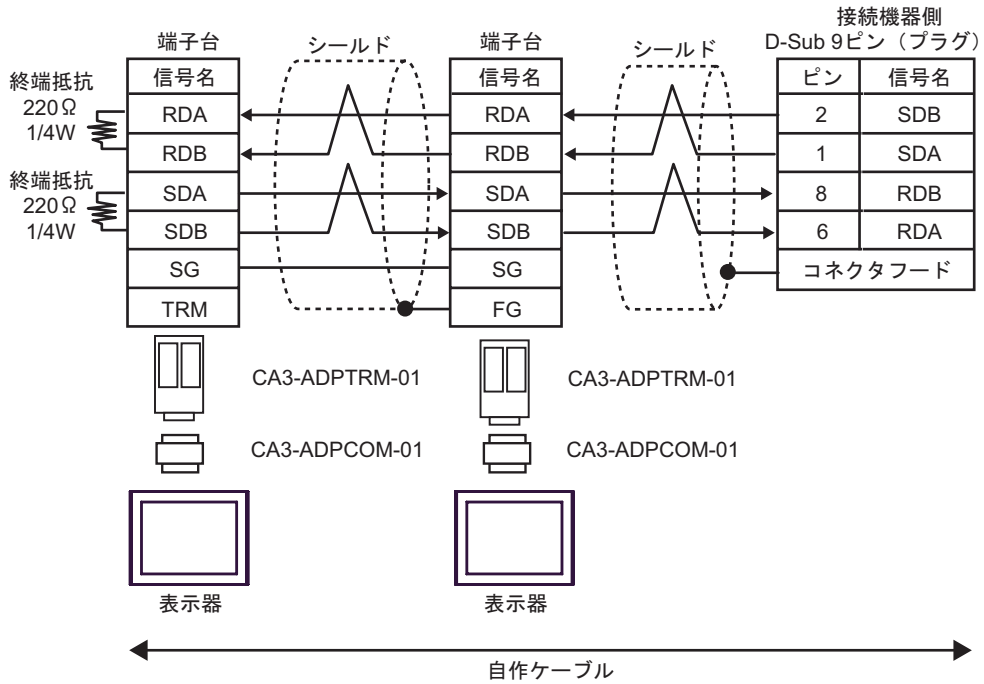 接続機器側
D-Sub 9ピン（プラグ）
端子台
シールド
端子台
シールド
終端抵抗
220Ω
1/4W
終端抵抗
220Ω
1/4W
信号名
RDA
RDB
SDA
SDB
SG
TRM
信号名
RDA
RDB
SDA
SDB
SG
FG
ピン 信号名
2 SDB
1 SDA
8 RDB
6 RDA
コネクタフード
CA3-ADPTRM-01
CA3-ADPTRM-01
CA3-ADPCOM-01
CA3-ADPCOM-01
表示器
表示器
自作ケーブル